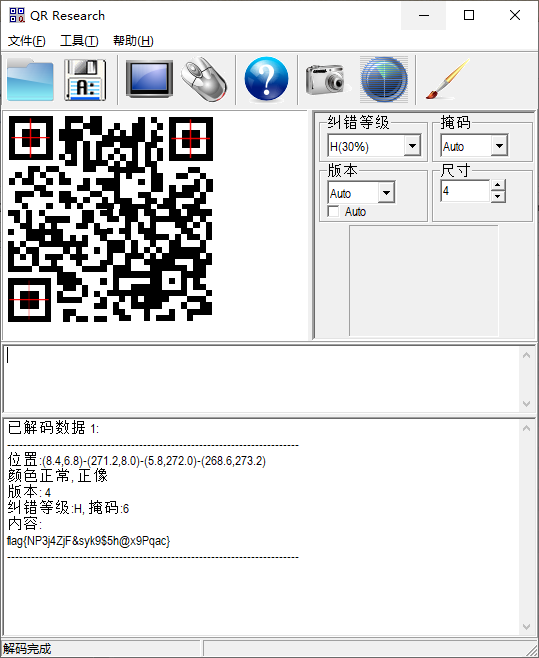 QR Research
文件(F) 工具(T) 帮助(H)
A:
纠错等级 掩码
H(30%) Auto
版本 尺寸
Auto 4
Auto
已解码数据 1:
-------------------------------------------------------------------------
位置:(8.4,6.8)-(271.2,8.0)-(5.8,272.0)-(268.6,273.2)
颜色正常, 正像
版本: 4
纠错等级:H, 掩码:6
内容:
flag{NP3j4ZjF&syk9$5h@x9Pqac}
-------------------------------------------------------------------------
解码完成